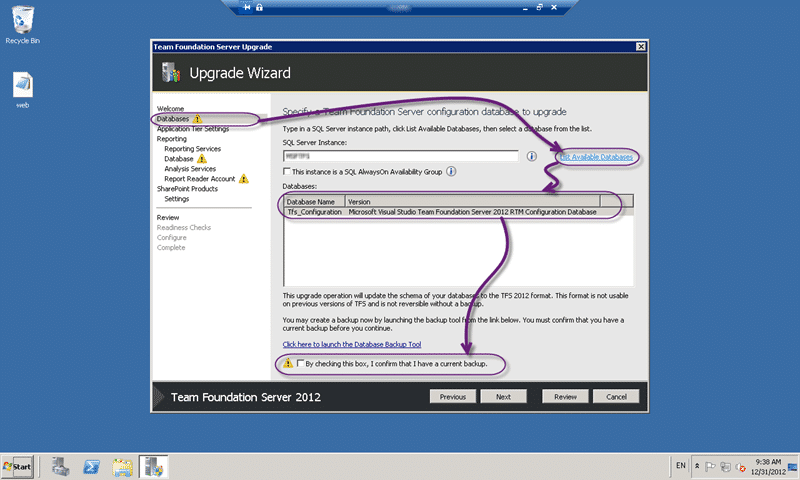 Recycle Bin
web
Team Foundation Server Upgrade
Upgrade Wizard
Welcome
Databases
Application Tier Settings
Reporting
Reporting Services
Database
Analysis Services
Report Reader Account
SharePoint Products
Settings
Review
Readiness Checks
Configure
Complete
Specify a Team Foundation Server configuration database to upgrade
Type in a SQL Server instance path, click List Available Databases, then select a database from the list.
SQL Server Instance:
List Available Databases
This instance is a SQL AlwaysOn Availability Group
Databases:
Database Name Version
Tfs_Configuration Microsoft Visual Studio Team Foundation Server 2012 RTM Configuration Database
This upgrade operation will update the schema of your databases to the TFS 2012 format. This format is not usable
on previous versions of TFS and is not reversible without a backup.
You may create a backup now by launching the backup tool from the link below. You must confirm that you have a
current backup before you continue.
Click here to launch the Database Backup Tool
By checking this box, I confirm that I have a current backup.
Team Foundation Server 2012
Previous Next Review Cancel
Start
EN
9:38 AM
12/31/2012